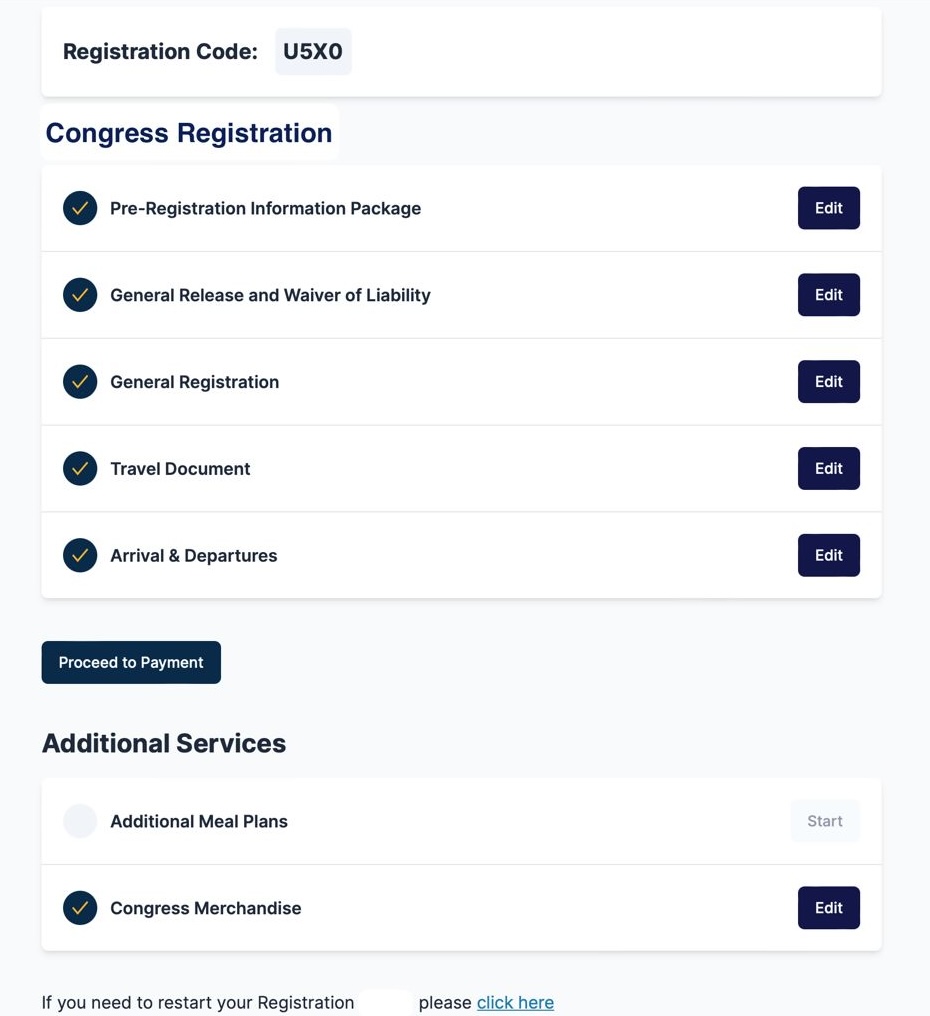 Registration Code: U5X0
Congress Registration
Pre-Registration Information Package Edit
General Release and Waiver of Liability Edit
General Registration Edit
Travel Document Edit
Arrival & Departures Edit
Proceed to Payment
Additional Services
Additional Meal Plans Start
Congress Merchandise Edit
If you need to restart your Registration please click here